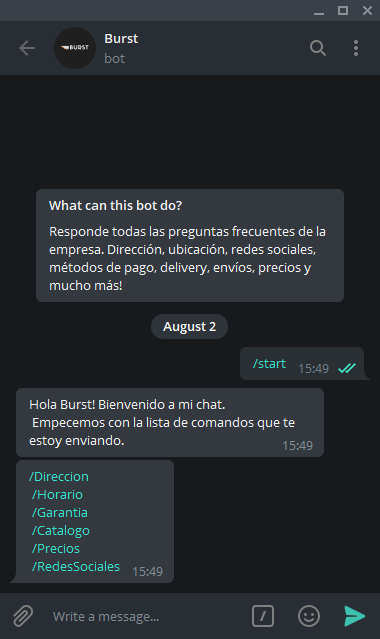 BURST
Burst
bot
What can this bot do?
Responde todas las preguntas frecuentes de la
empresa. Dirección, ubicación, redes sociales,
métodos de pago, delivery, envíos, precios y
mucho más!
August 2
/start 15:49
Hola Burst! Bienvenido a mi chat.
Empecemos con la lista de comandos que te
estoy enviando.
15:49
/Direccion
/Horario
/Garantia
/Catalogo
/Precios
/RedesSociales 15:49
Write a message...